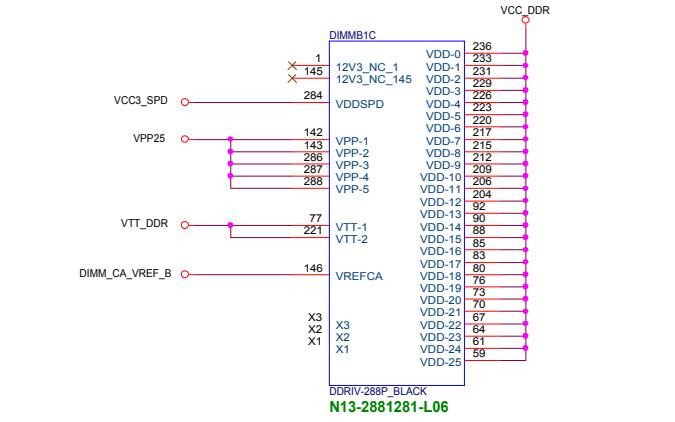 VCC_DDR
DIMMB1C
1 12V3_NC_1
145 12V3_NC_145
284 VDDSPD
VCC3_SPD
VPP25
142 VPP-1
143 VPP-2
286 VPP-3
287 VPP-4
288 VPP-5
VTT_DDR
77 VTT-1
221 VTT-2
DIMM_CA_VREF_B
146 VREFCA
X3 X3
X2 X2
X1 X1
VDD-0 236
VDD-1 233
VDD-2 231
VDD-3 229
VDD-4 226
VDD-5 223
VDD-6 220
VDD-7 217
VDD-8 215
VDD-9 212
VDD-10 209
VDD-11 206
VDD-12 204
VDD-13 92
VDD-14 90
VDD-15 88
VDD-16 85
VDD-17 83
VDD-18 80
VDD-19 76
VDD-20 73
VDD-21 70
VDD-22 67
VDD-23 64
VDD-24 61
VDD-25 59
DDRIV-288P_BLACK
N13-2881281-L06